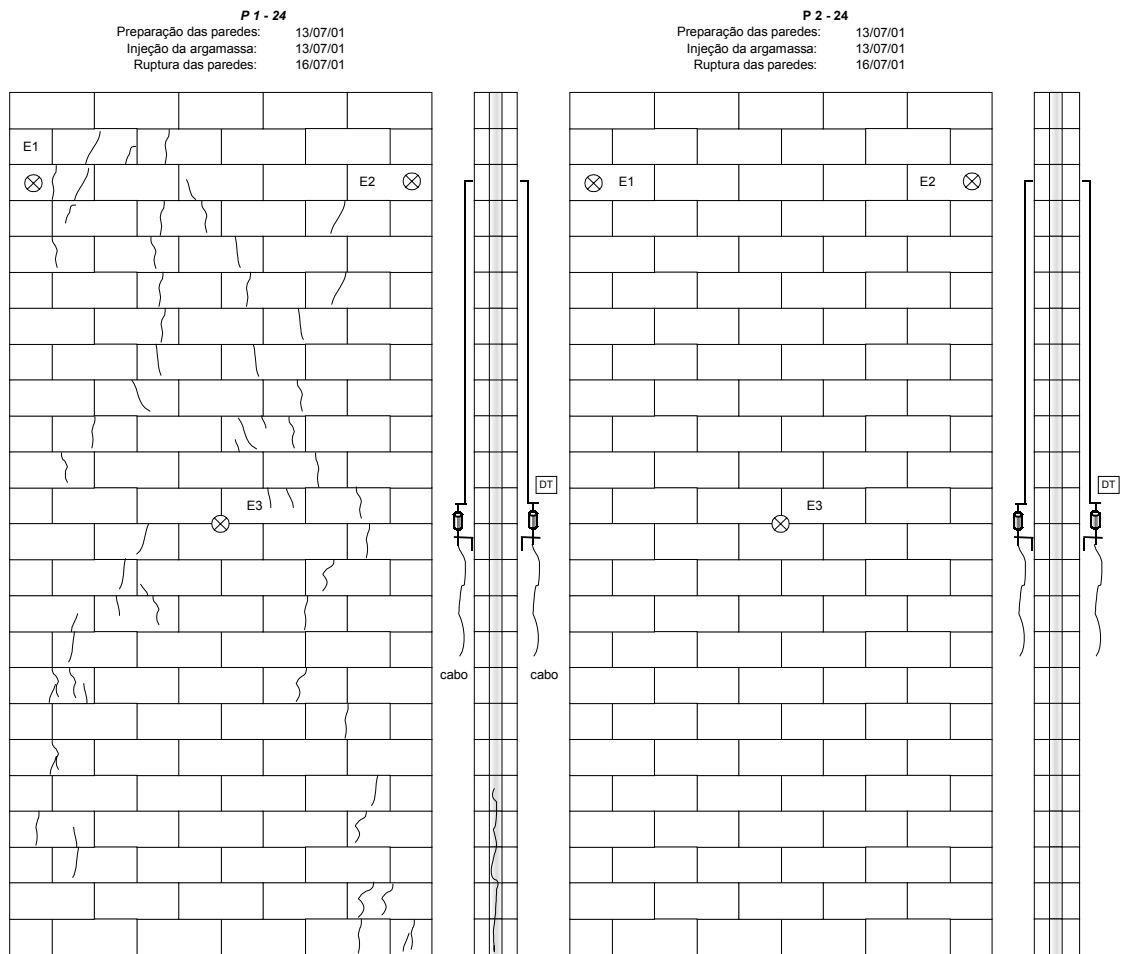 P 1 - 24
Preparação das paredes: 13/07/01
Injeção da argamassa: 13/07/01
Ruptura das paredes: 16/07/01
E1
E2
E3
DT
cabo
cabo
P 2 - 24
Preparação das paredes: 13/07/01
Injeção da argamassa: 13/07/01
Ruptura das paredes: 16/07/01
E1
E2
E3
DT